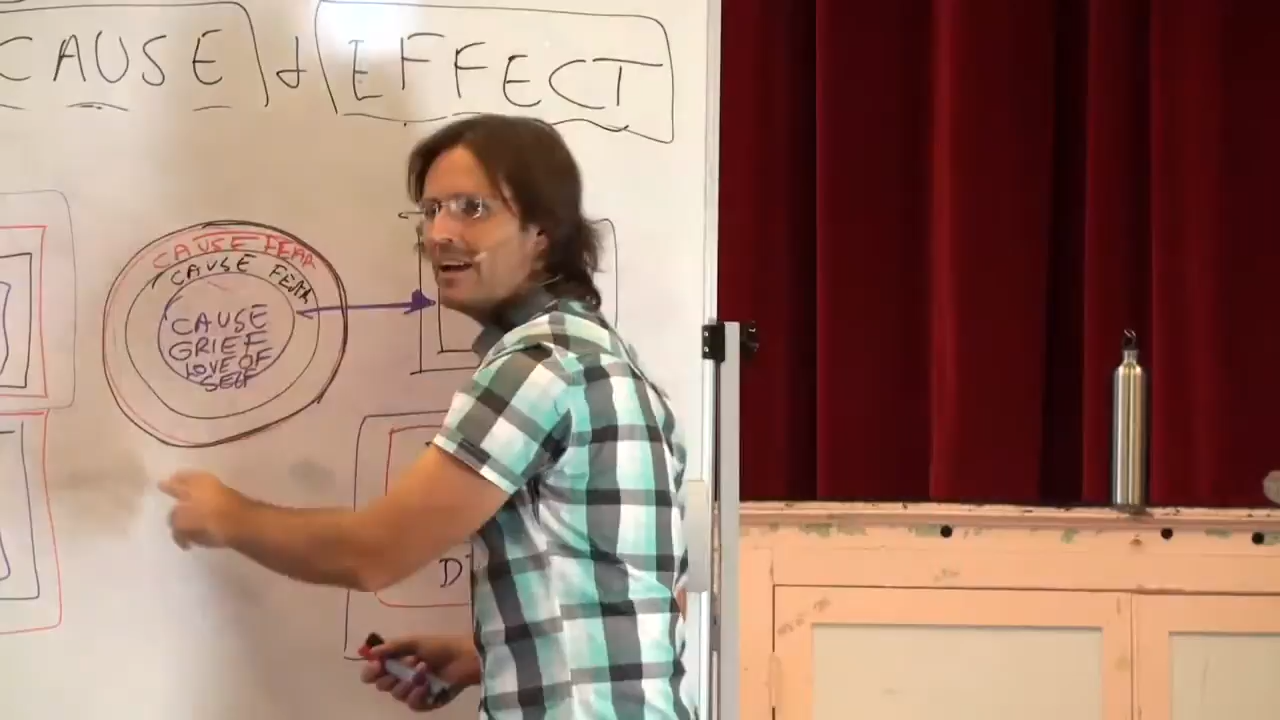 CAUSE & EFFECT
CAUSE FEAR
CAUSE FEAR
CAUSE
GRIEF
LOVE OF
SELF
D